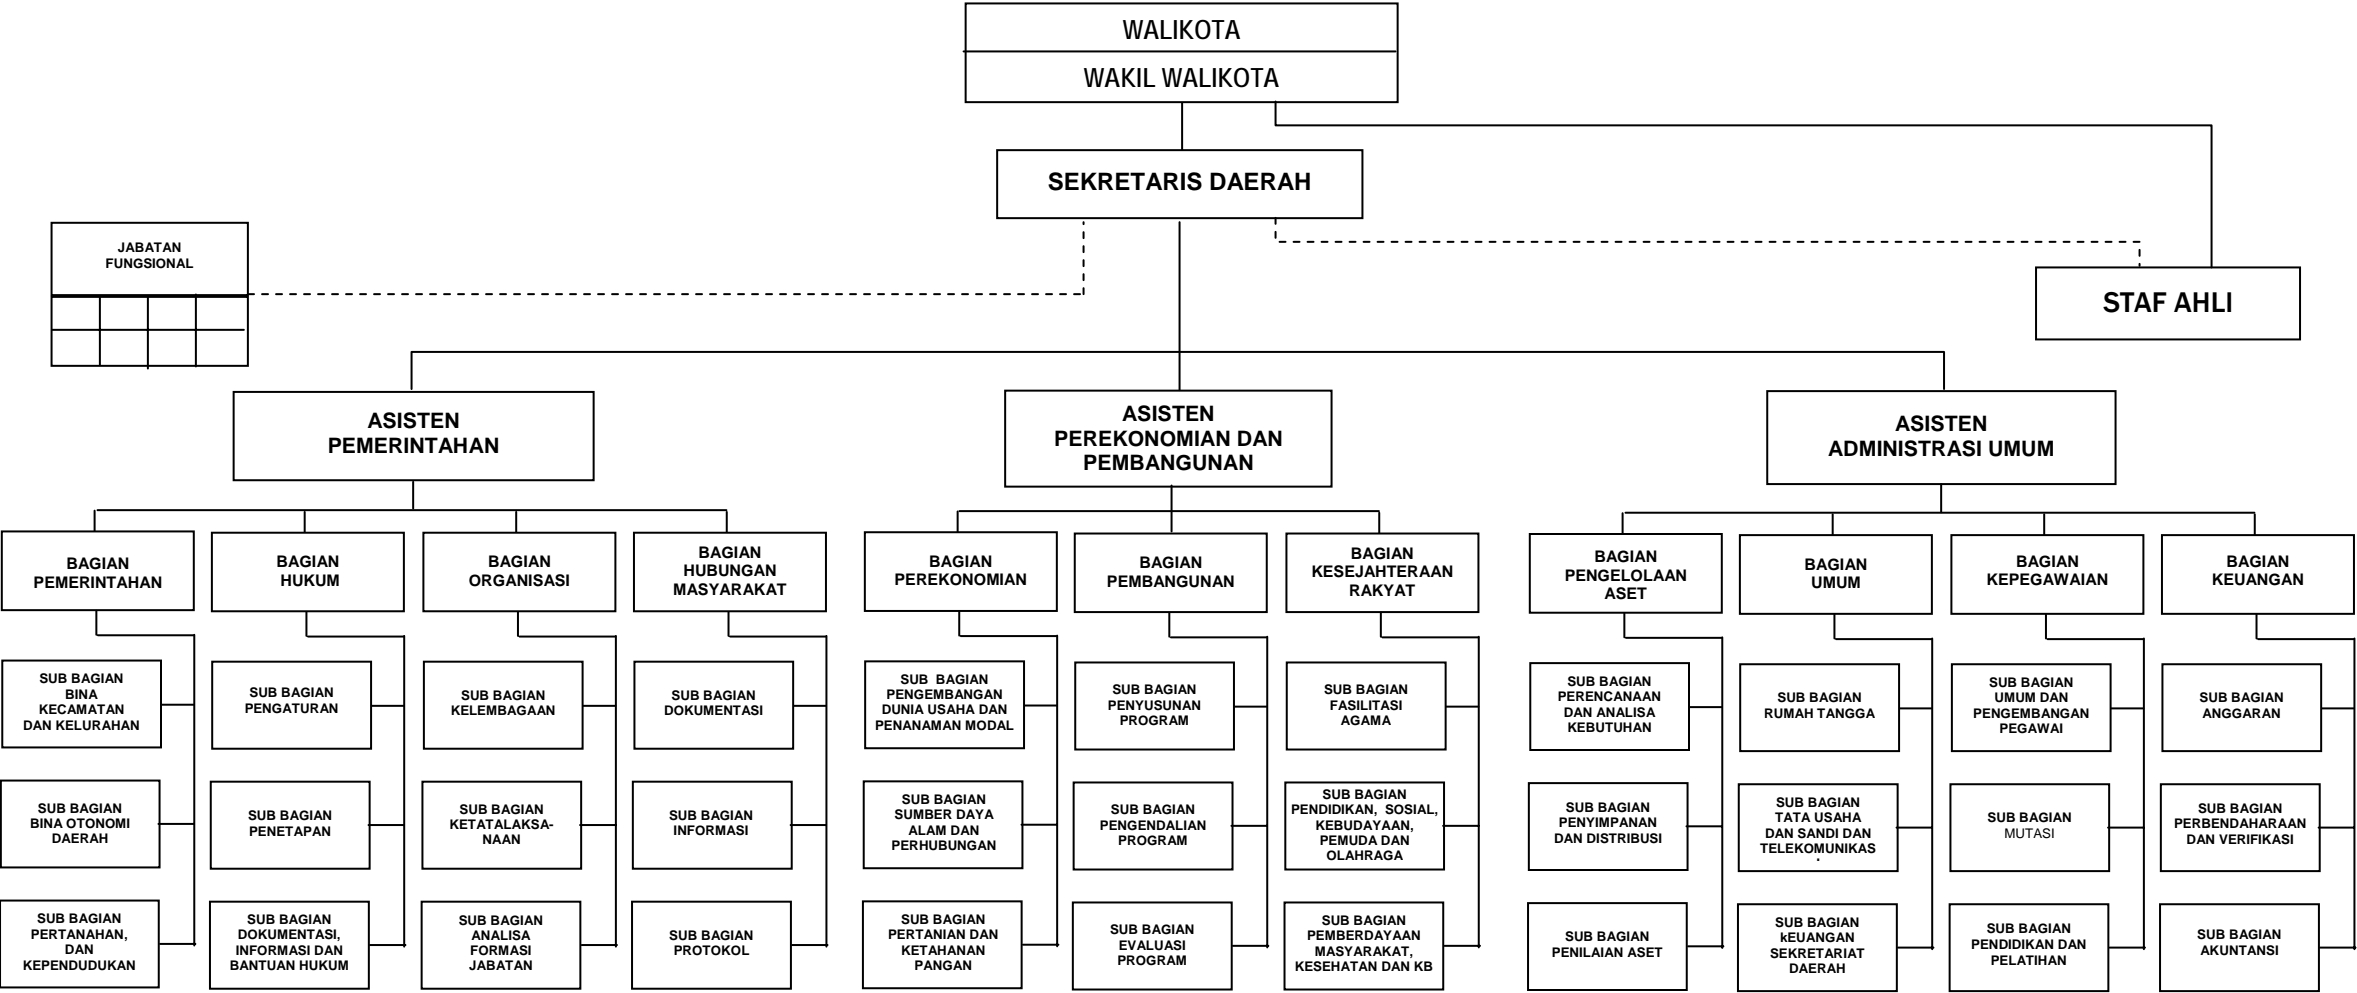 WALIKOTA
WAKIL WALIKOTA
SEKRETARIS DAERAH
JABATAN
FUNGSIONAL
STAF AHLI
ASISTEN
PEMERINTAHAN
ASISTEN
PEREKONOMIAN DAN
PEMBANGUNAN
ASISTEN
ADMINISTRASI UMUM
BAGIAN
PEMERINTAHAN
BAGIAN
HUKUM
BAGIAN
ORGANISASI
BAGIAN
HUBUNGAN
MASYARAKAT
BAGIAN
PEREKONOMIAN
BAGIAN
PEMBANGUNAN
BAGIAN
KESEJAHTERAAN
RAKYAT
BAGIAN
PENGELOLAAN
ASET
BAGIAN
UMUM
BAGIAN
KEPEGAWAIAN
BAGIAN
KEUANGAN
SUB BAGIAN
BINA
KECAMATAN
DAN KELURAHAN
SUB BAGIAN
PENGATURAN
SUB BAGIAN
KELEMBAGAAN
SUB BAGIAN
DOKUMENTASI
SUB BAGIAN
PENGEMBANGAN
DUNIA USAHA DAN
PENANAMAN MODAL
SUB BAGIAN
PENYUSUNAN
PROGRAM
SUB BAGIAN
FASILITASI
AGAMA
SUB BAGIAN
PERENCANAAN
DAN ANALISA
KEBUTUHAN
SUB BAGIAN
RUMAH TANGGA
SUB BAGIAN
UMUM DAN
PENGEMBANGAN
PEGAWAI
SUB BAGIAN
ANGGARAN
SUB BAGIAN
BINA OTONOMI
DAERAH
SUB BAGIAN
PENETAPAN
SUB BAGIAN
KETATALAKSA-
NAAN
SUB BAGIAN
INFORMASI
SUB BAGIAN
SUMBER DAYA
ALAM DAN
PERHUBUNGAN
SUB BAGIAN
PENGENDALIAN
PROGRAM
SUB BAGIAN
PENDIDIKAN, SOSIAL,
KEBUDAYAAN,
PEMUDA DAN
OLAHRAGA
SUB BAGIAN
PENYIMPANAN
DAN DISTRIBUSI
SUB BAGIAN
TATA USAHA
DAN SANDI DAN
TELEKOMUNIKAS
SUB BAGIAN
MUTASI
SUB BAGIAN
PERBENDAHARAAN
DAN VERIFIKASI
SUB BAGIAN
PERTANAHAN,
DAN
KEPENDUDUKAN
SUB BAGIAN
DOKUMENTASI,
INFORMASI DAN
BANTUAN HUKUM
SUB BAGIAN
ANALISA
FORMASI
JABATAN
SUB BAGIAN
PROTOKOL
SUB BAGIAN
PERTANIAN DAN
KETAHANAN
PANGAN
SUB BAGIAN
EVALUASI
PROGRAM
SUB BAGIAN
PEMBERDAYAAN
MASYARAKAT,
KESEHATAN DAN KB
SUB BAGIAN
PENILAIAN ASET
SUB BAGIAN
kEUANGAN
SEKRETARIAT
DAERAH
SUB BAGIAN
PENDIDIKAN DAN
PELATIHAN
SUB BAGIAN
AKUNTANSI